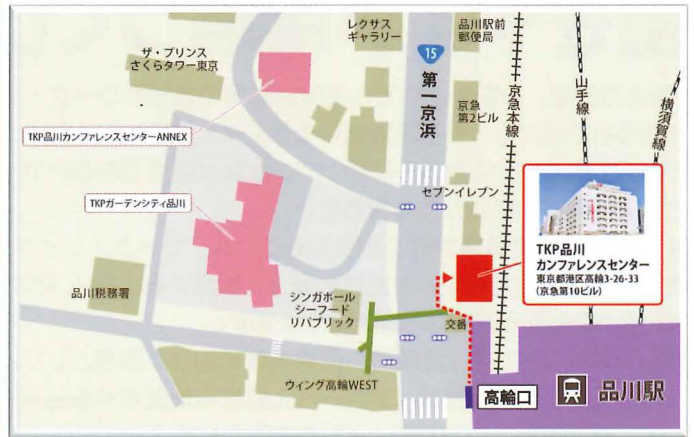 レクサス
ギャラリー
品川駅前
郵便局
ザ・プリンス
さくらタワー東京
15
第一京浜
京急
第2ビル
京急本線
山手線
横須賀線
TKP品川カンファレンスセンターANNEX
セブンイレブン
TKPガーデンシティ品川
TKP品川
カンファレンスセンター
東京都港区高輪3-26-33
(京急第10ビル)
品川税務署
シンガポール
シーフード
リパブリック
交番
ウィング高輪WEST
高輪口
品川駅